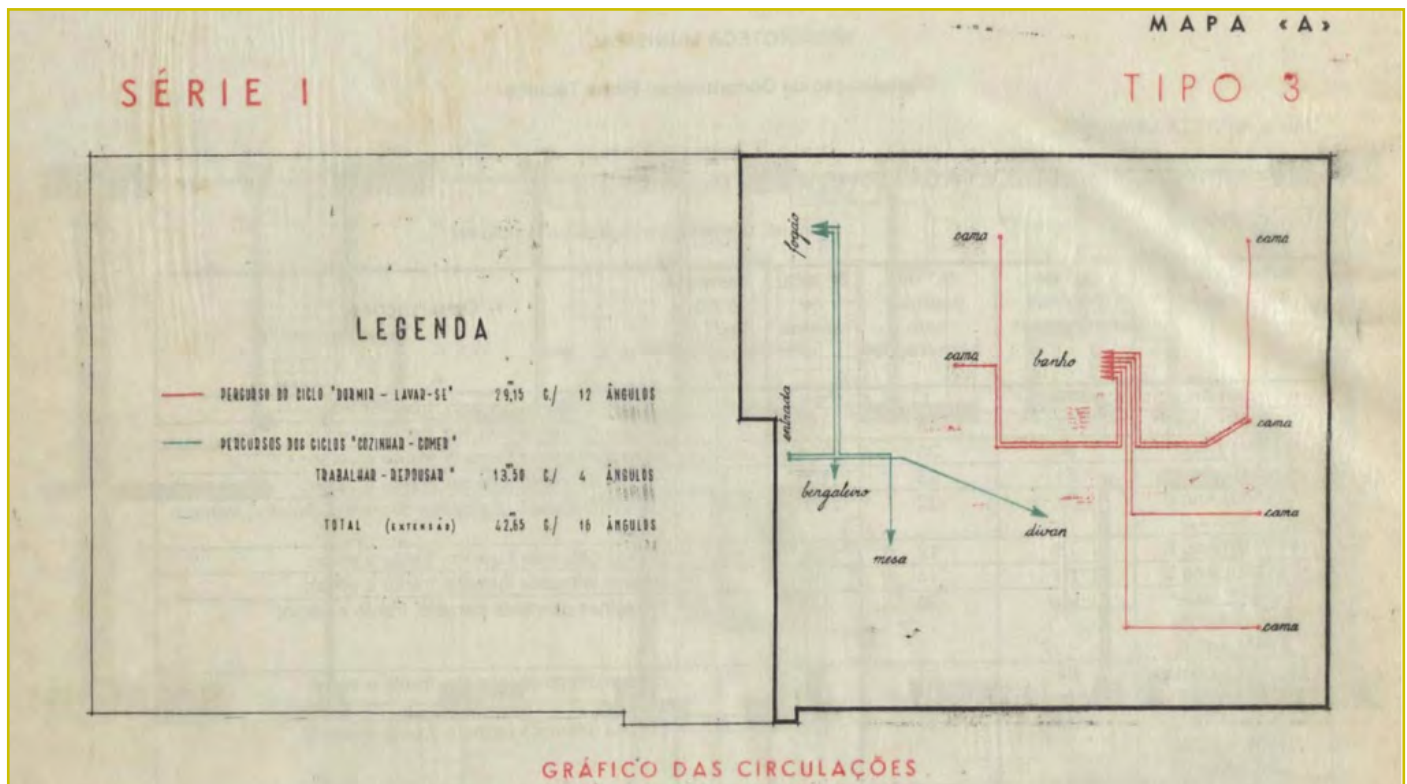 MAPA «A»
SÉRIE I
TIPO 3
LEGENDA
PERCURSO DO CICLO "DORMIR - LAVAR-SE" 29,15 C/ 12 ÂNGULOS
PERCURSOS DOS CICLOS "COZINHAR - COMER"
TRABALHAR - REPOUSAR" 13,50 C/ 4 ÂNGULOS
TOTAL (EXTENSÃO) 42,65 C/ 16 ÂNGULOS
fogão
cama
cama
cama
banho
entrada
cama
bengaleiro
cama
divan
mesa
cama
GRÁFICO DAS CIRCULAÇÕES